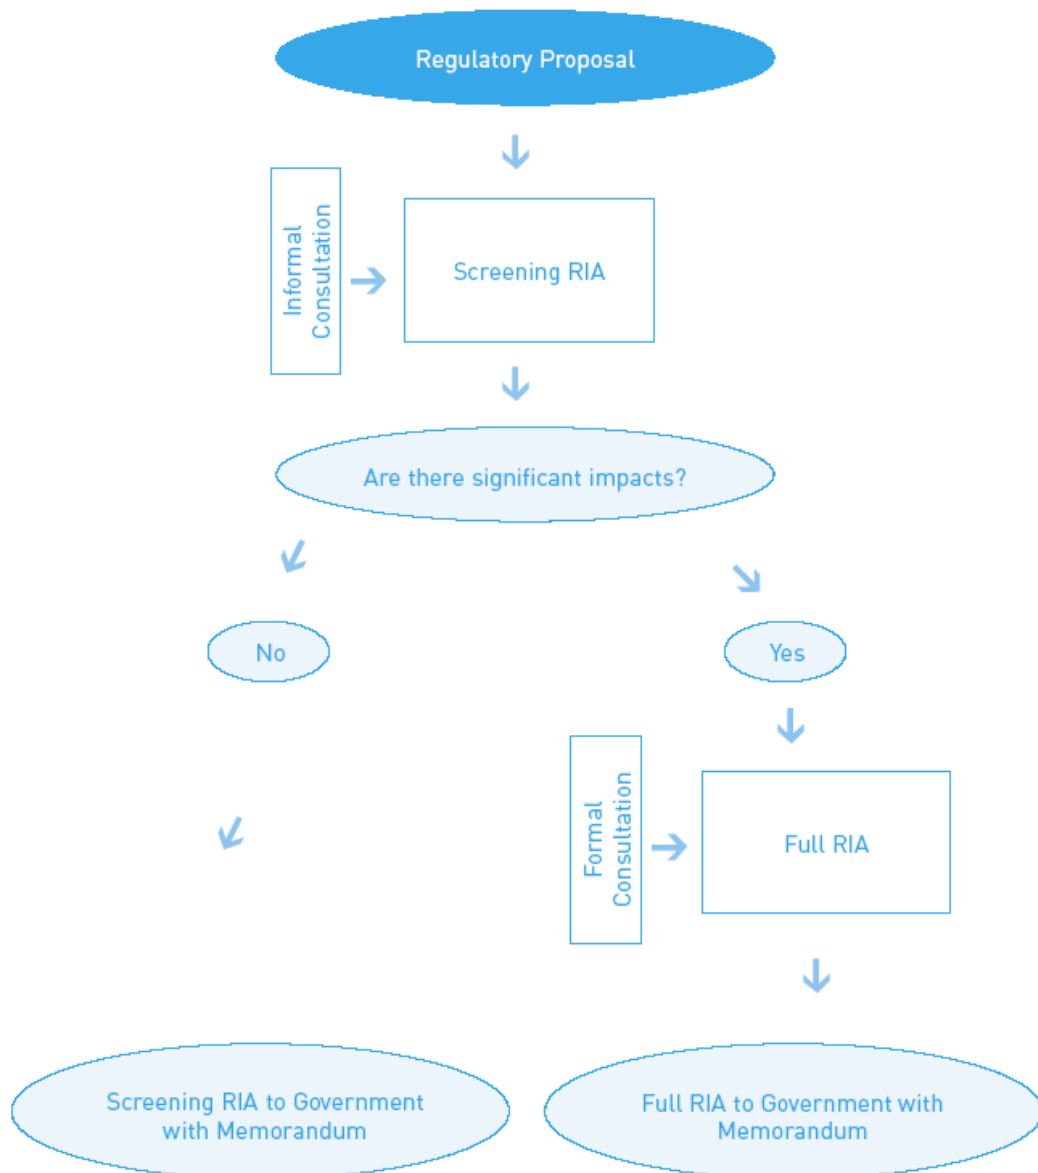 Regulatory Proposal
Informal
Consultation
Screening RIA
Are there significant impacts?
No
Yes
Formal
Consultation
Full RIA
Screening RIA to Government
with Memorandum
Full RIA to Government with
Memorandum